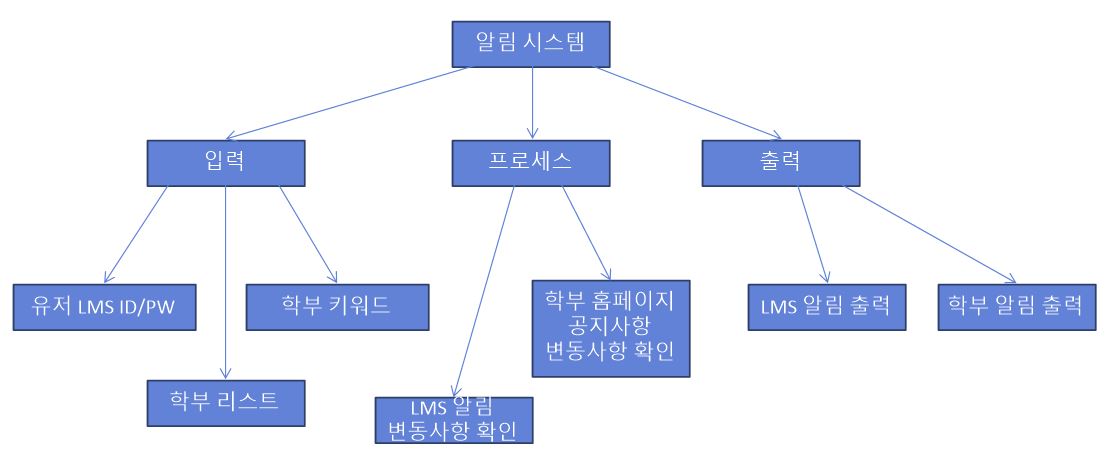 알림 시스템
입력
프로세스
출력
유저 LMS ID/PW
학부 키워드
학부 홈페이지
공지사항
변동사항 확인
LMS 알림 출력
학부 알림 출력
학부 리스트
LMS 알림
변동사항 확인